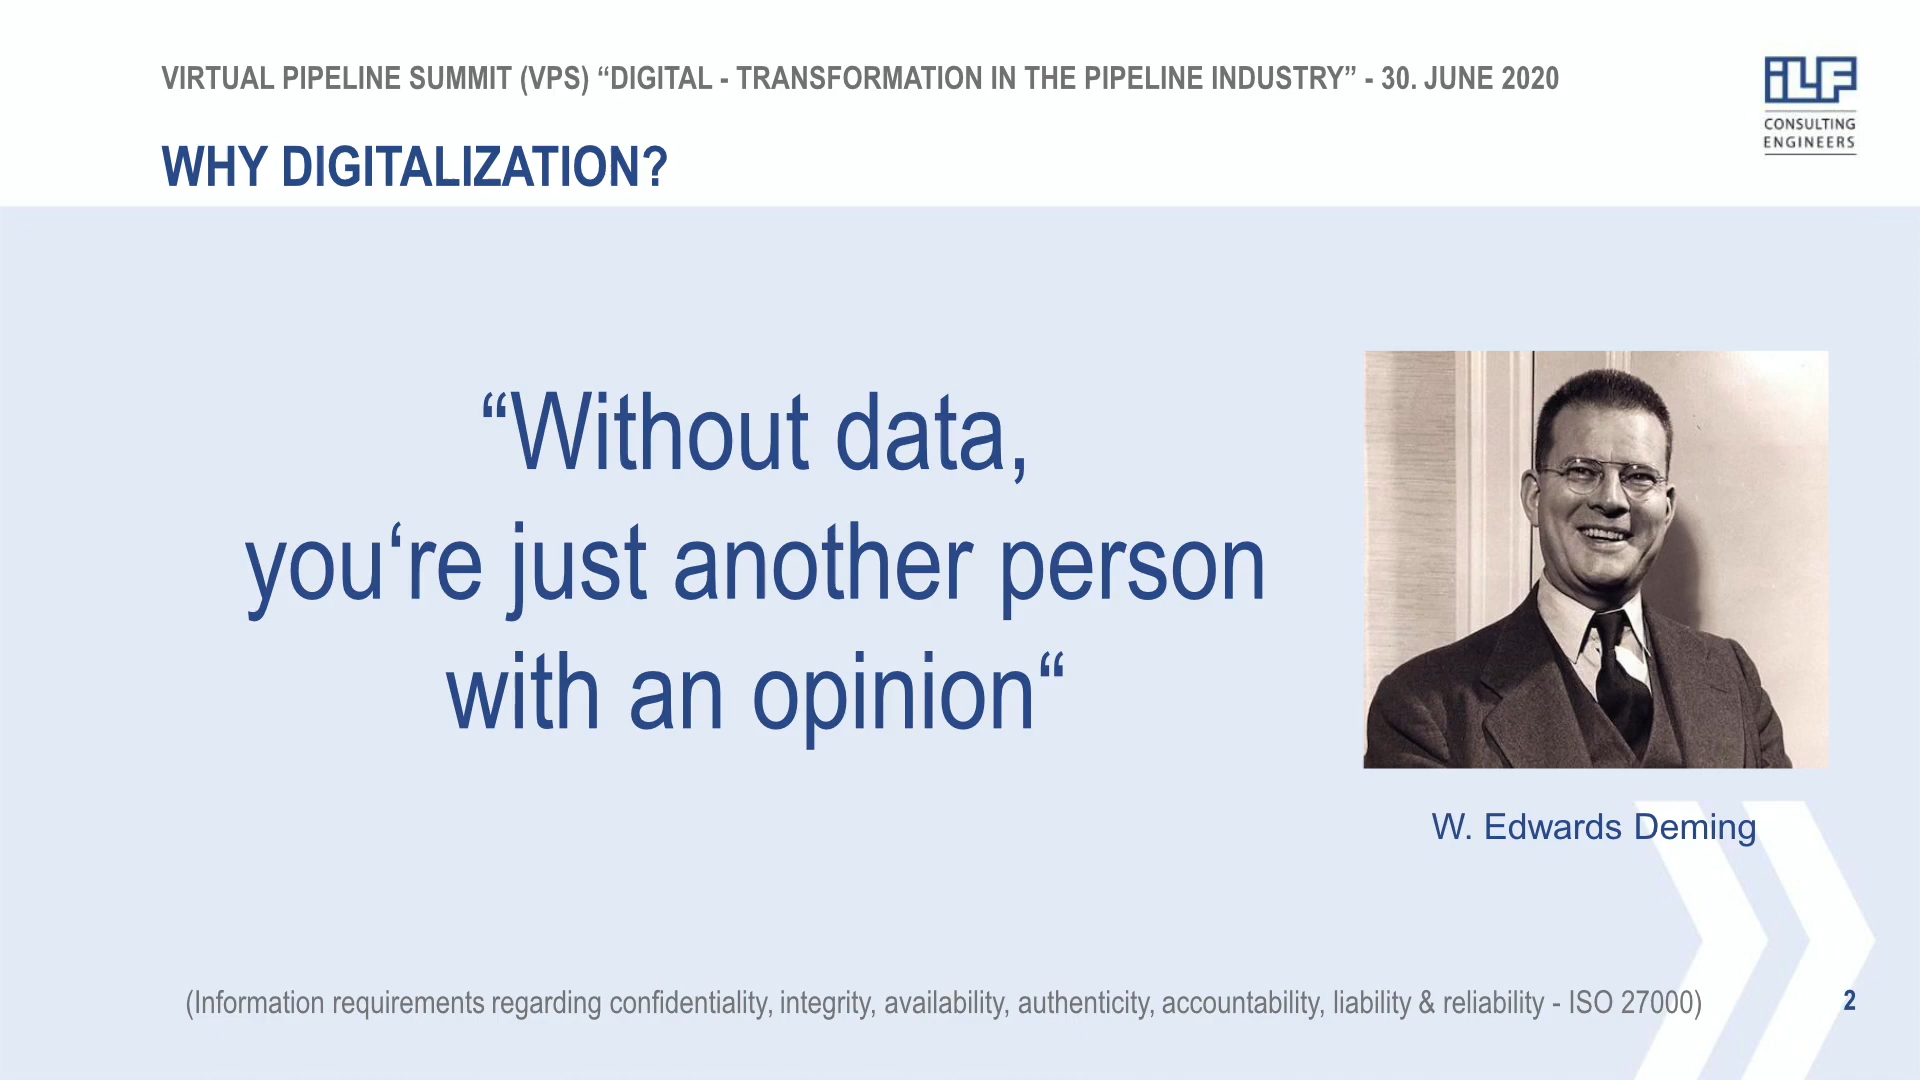 VIRTUAL PIPELINE SUMMIT (VPS) “DIGITAL - TRANSFORMATION IN THE PIPELINE INDUSTRY” - 30. JUNE 2020
iLF
CONSULTING
ENGINEERS
WHY DIGITALIZATION?
“Without data,
you‘re just another person
with an opinion“
W. Edwards Deming
(Information requirements regarding confidentiality, integrity, availability, authenticity, accountability, liability & reliability - ISO 27000)
2